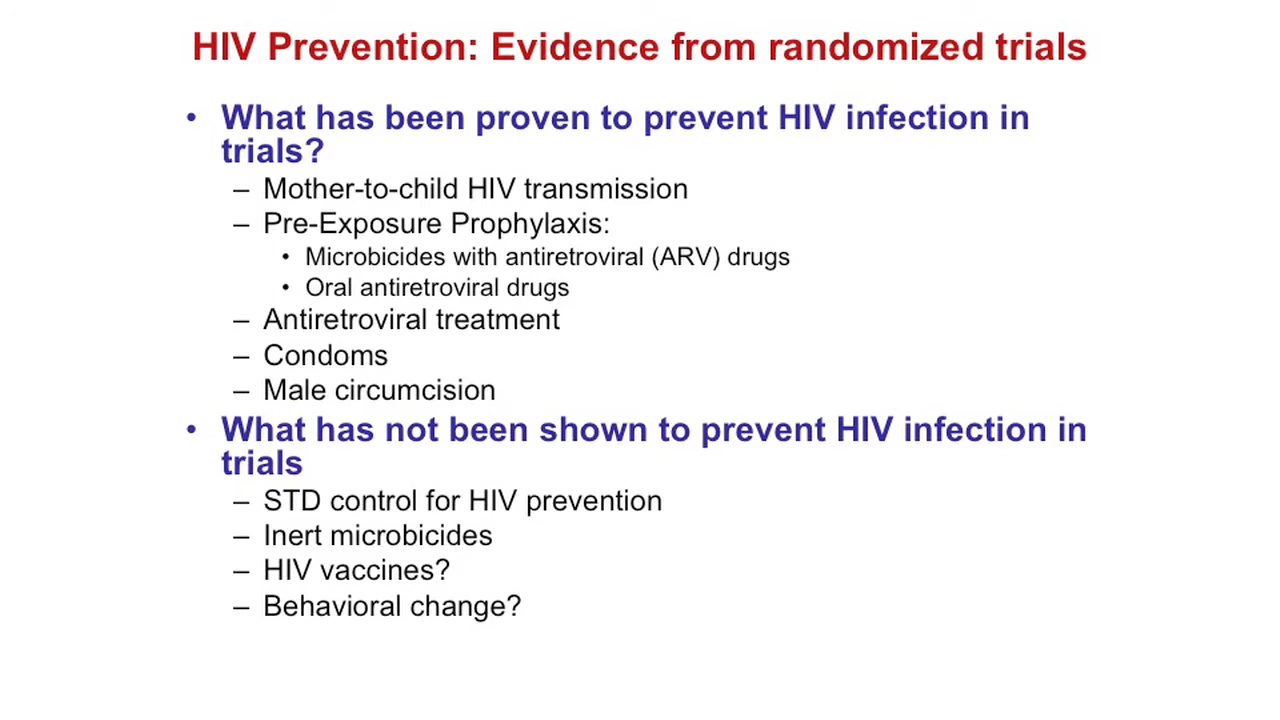 HIV Prevention: Evidence from randomized trials
• What has been proven to prevent HIV infection in
trials?
– Mother-to-child HIV transmission
– Pre-Exposure Prophylaxis:
• Microbicides with antiretroviral (ARV) drugs
• Oral antiretroviral drugs
– Antiretroviral treatment
– Condoms
– Male circumcision
• What has not been shown to prevent HIV infection in
trials
– STD control for HIV prevention
– Inert microbicides
– HIV vaccines?
– Behavioral change?